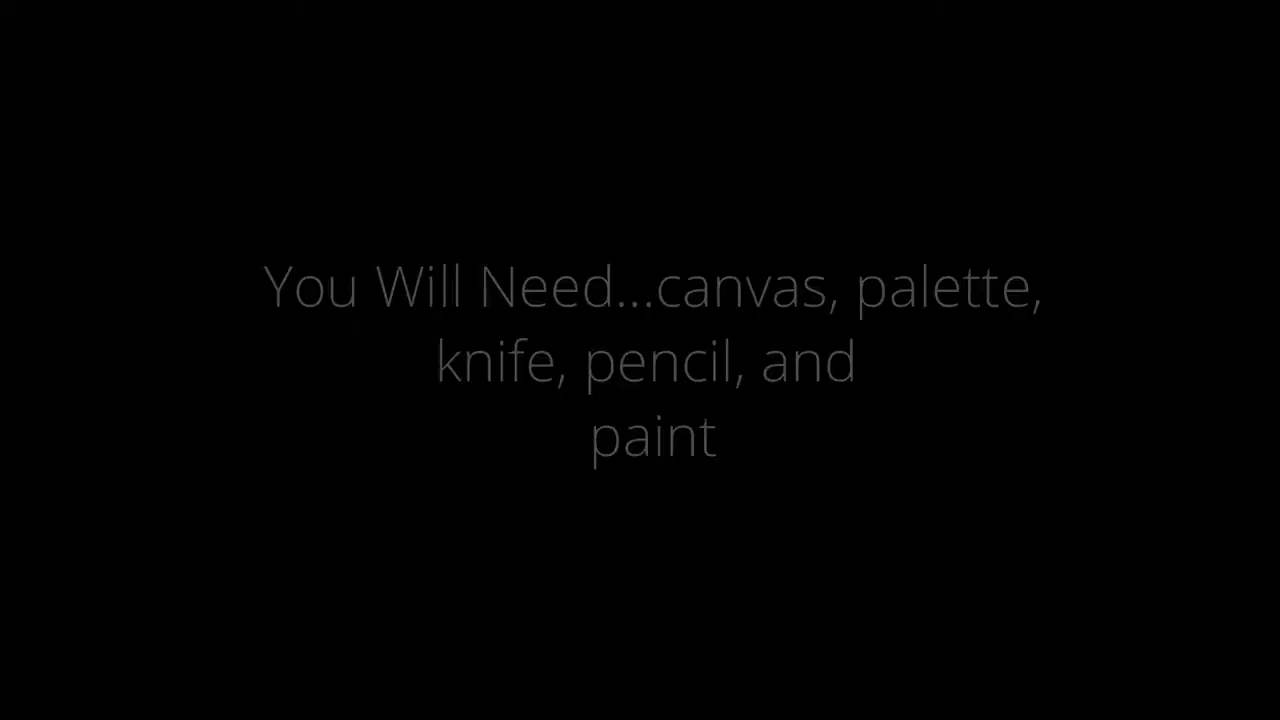 You Will Need...canvas, palette,
knife, pencil, and
paint